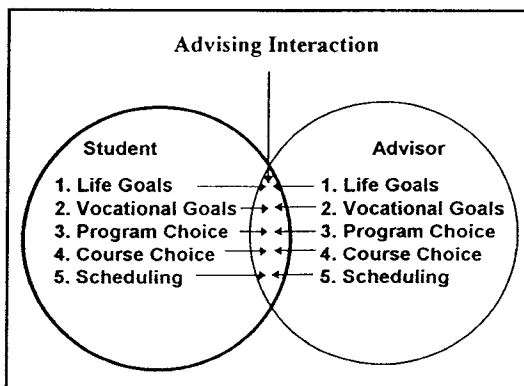 Advising Interaction
Student
1. Life Goals
2. Vocational Goals
3. Program Choice
4. Course Choice
5. Scheduling
Advisor
1. Life Goals
2. Vocational Goals
3. Program Choice
4. Course Choice
5. Scheduling